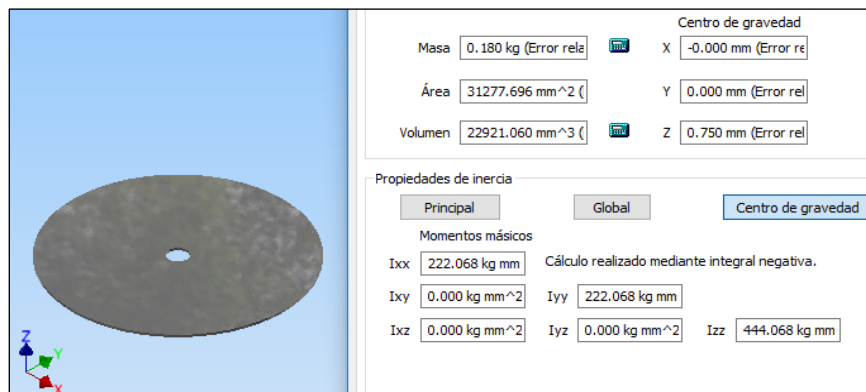 Centro de gravedad
Masa 0.180 kg (Error rela X -0.000 mm (Error re
Área 31277.696 mm^2 ( Y 0.000 mm (Error rel
Volumen 22921.060 mm^3 ( Z 0.750 mm (Error rel
Propiedades de inercia
Principal Global Centro de gravedad
Momentos másicos
Ixx 222.068 kg mm Cálculo realizado mediante integral negativa.
Ixy 0.000 kg mm^2 Iyy 222.068 kg mm
Ixz 0.000 kg mm^2 Iyz 0.000 kg mm^2 Izz 444.068 kg mm
Z
Y
X